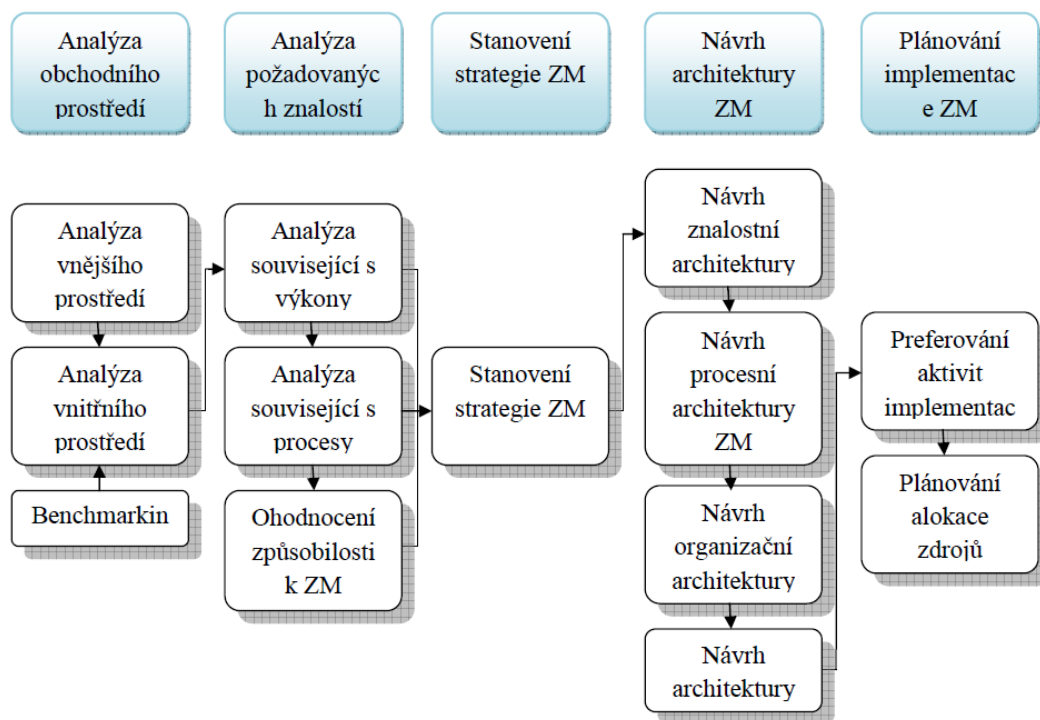 Analýza
obchodního
prostředí
Analýza
požadovanýc
h znalostí
Stanovení
strategie ZM
Návrh
architektury
ZM
Plánování
implementac
e ZM
Analýza
vnějšího
prostředí
Analýza
vnitřního
prostředí
Benchmarkin
Analýza
související s
výkony
Analýza
související s
procesy
Ohodnocení
způsobilosti
k ZM
Stanovení
strategie ZM
Návrh
znalostní
architektury
Návrh
procesní
architektury
ZM
Návrh
organizační
architektury
Návrh
architektury
Preferování
aktivit
implementac
Plánování
alokace
zdrojů